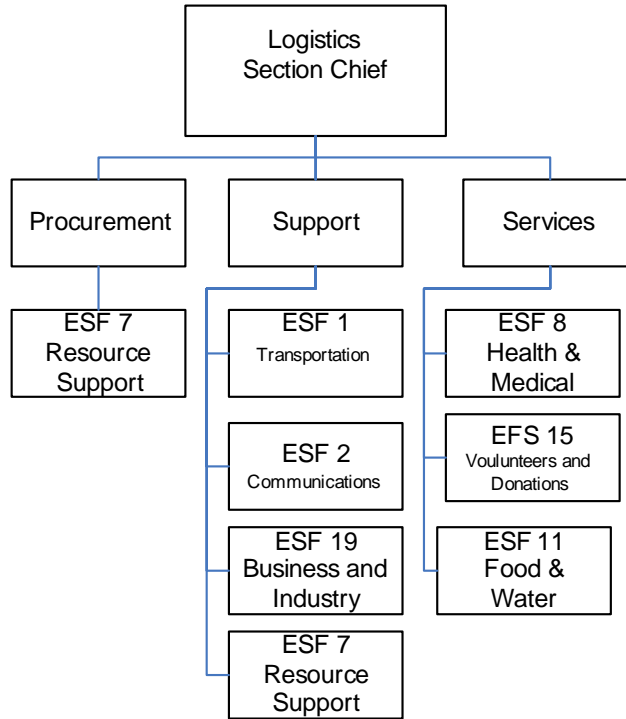 Logistics
Section Chief
Procurement
Support
Services
ESF 7
Resource
Support
ESF 1
Transportation
ESF 2
Communications
ESF 19
Business and
Industry
ESF 7
Resource
Support
ESF 8
Health &
Medical
EFS 15
Voulunteers and
Donations
ESF 11
Food &
Water